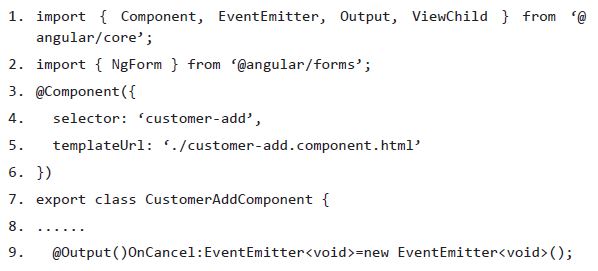 1. import { Component, EventEmitter, Output, ViewChild } from ‘@
angular/core’;
2. import { NgForm } from ‘@angular/forms’;
3. @Component({
4. selector: ‘customer-add’,
5. templateUrl: ‘./customer-add.component.html’
6. })
7. export class CustomerAddComponent {
8. ......
9. @Output()OnCancel:EventEmitter<void>=new EventEmitter<void>();